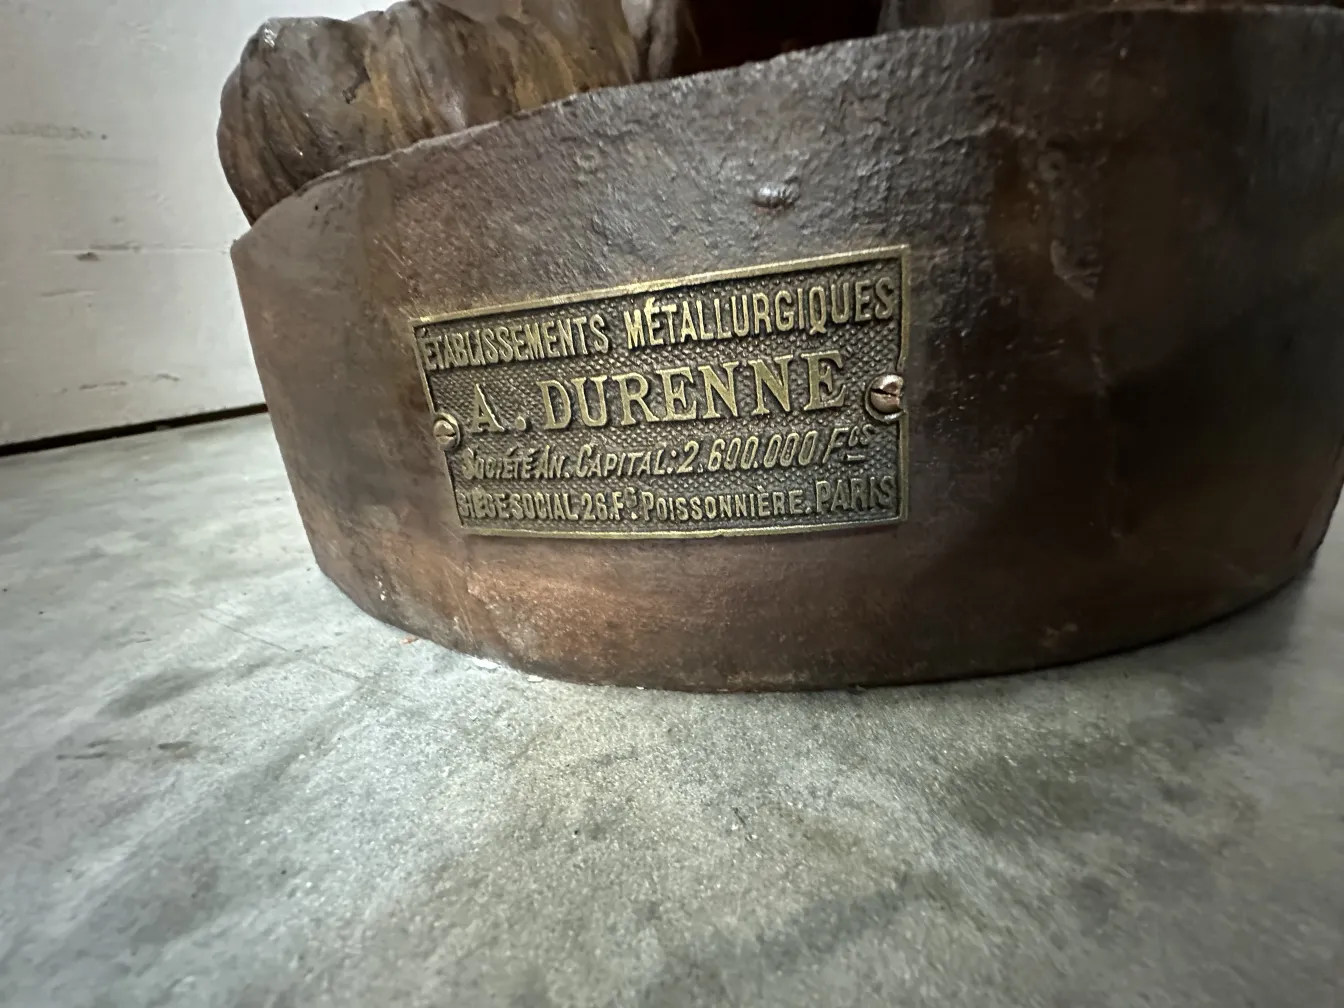 ÉTABLISSEMENTS MÉTALLURGIQUES
A. DURENNE
SOCIÉTÉ AN. CAPITAL: 2.600.000 Fcs
SIÈGE SOCIAL. 26. Fg. POISSONNIÈRE. PARIS